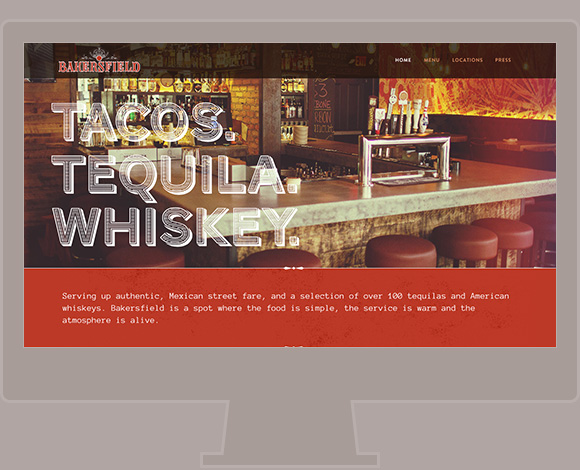 BAKERSFIELD
HOME MENU LOCATIONS PRESS
TACOS.
TEQUILA.
WHISKEY.
Serving up authentic, Mexican street fare, and a selection of over 100 tequilas and American
whiskeys. Bakersfield is a spot where the food is simple, the service is warm and the
atmosphere is alive.